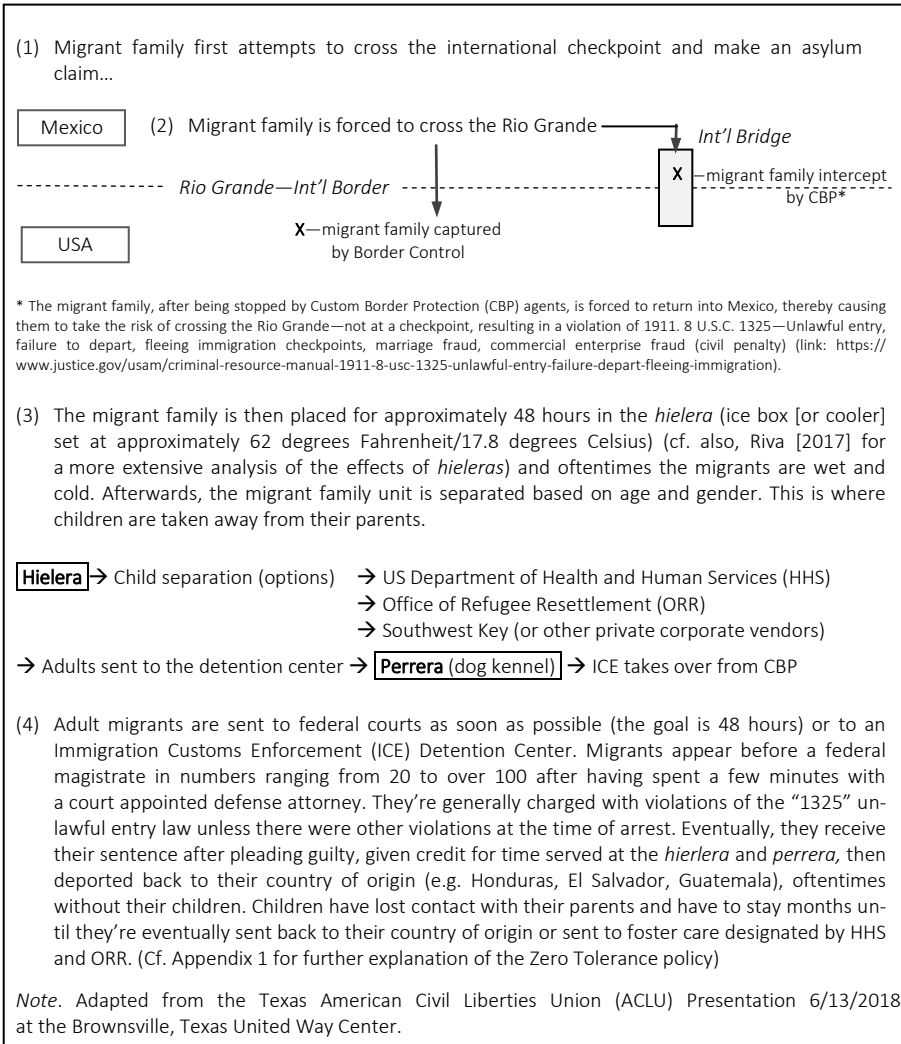 (1) Migrant family first attempts to cross the international checkpoint and make an asylum
claim...
Mexico
(2) Migrant family is forced to cross the Rio Grande
Int'l Bridge
X—migrant family intercept
by CBP*
Rio Grande—Int'l Border
X—migrant family captured
by Border Control
USA
* The migrant family, after being stopped by Custom Border Protection (CBP) agents, is forced to return into Mexico, thereby causing
them to take the risk of crossing the Rio Grande—not at a checkpoint, resulting in a violation of 1911. 8 U.S.C. 1325—Unlawful entry,
failure to depart, fleeing immigration checkpoints, marriage fraud, commercial enterprise fraud (civil penalty) (link: https://
www.justice.gov/usam/criminal-resource-manual-1911-8-usc-1325-unlawful-entry-failure-depart-fleeing-immigration).
(3) The migrant family is then placed for approximately 48 hours in the hielera (ice box [or cooler]
set at approximately 62 degrees Fahrenheit/17.8 degrees Celsius) (cf. also, Riva [2017] for
a more extensive analysis of the effects of hieleras) and oftentimes the migrants are wet and
cold. Afterwards, the migrant family unit is separated based on age and gender. This is where
children are taken away from their parents.
Hielera → Child separation (options) → US Department of Health and Human Services (HHS)
→ Office of Refugee Resettlement (ORR)
→ Southwest Key (or other private corporate vendors)
→ Adults sent to the detention center → Perrera (dog kennel) → ICE takes over from CBP
(4) Adult migrants are sent to federal courts as soon as possible (the goal is 48 hours) or to an
Immigration Customs Enforcement (ICE) Detention Center. Migrants appear before a federal
magistrate in numbers ranging from 20 to over 100 after having spent a few minutes with
a court appointed defense attorney. They're generally charged with violations of the "1325" un-
lawful entry law unless there were other violations at the time of arrest. Eventually, they receive
their sentence after pleading guilty, given credit for time served at the hierlera and perrera, then
deported back to their country of origin (e.g. Honduras, El Salvador, Guatemala), oftentimes
without their children. Children have lost contact with their parents and have to stay months un-
til they're eventually sent back to their country of origin or sent to foster care designated by HHS
and ORR. (Cf. Appendix 1 for further explanation of the Zero Tolerance policy)
Note. Adapted from the Texas American Civil Liberties Union (ACLU) Presentation 6/13/2018
at the Brownsville, Texas United Way Center.